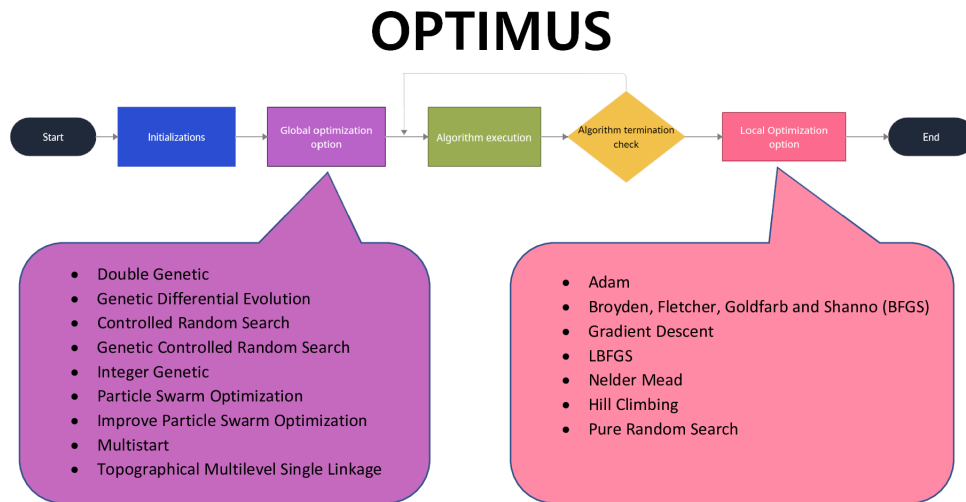 OPTIMUS
Start
Initializations
Global optimization
option
Algorithm execution
Algorithm termination
check
Local Optimization
option
End
• Double Genetic
• Genetic Differential Evolution
• Controlled Random Search
• Genetic Controlled Random Search
• Integer Genetic
• Particle Swarm Optimization
• Improve Particle Swarm Optimization
• Multistart
• Topographical Multilevel Single Linkage
• Adam
• Broyden, Fletcher, Goldfarb and Shanno (BFGS)
• Gradient Descent
• LBFGS
• Nelder Mead
• Hill Climbing
• Pure Random Search